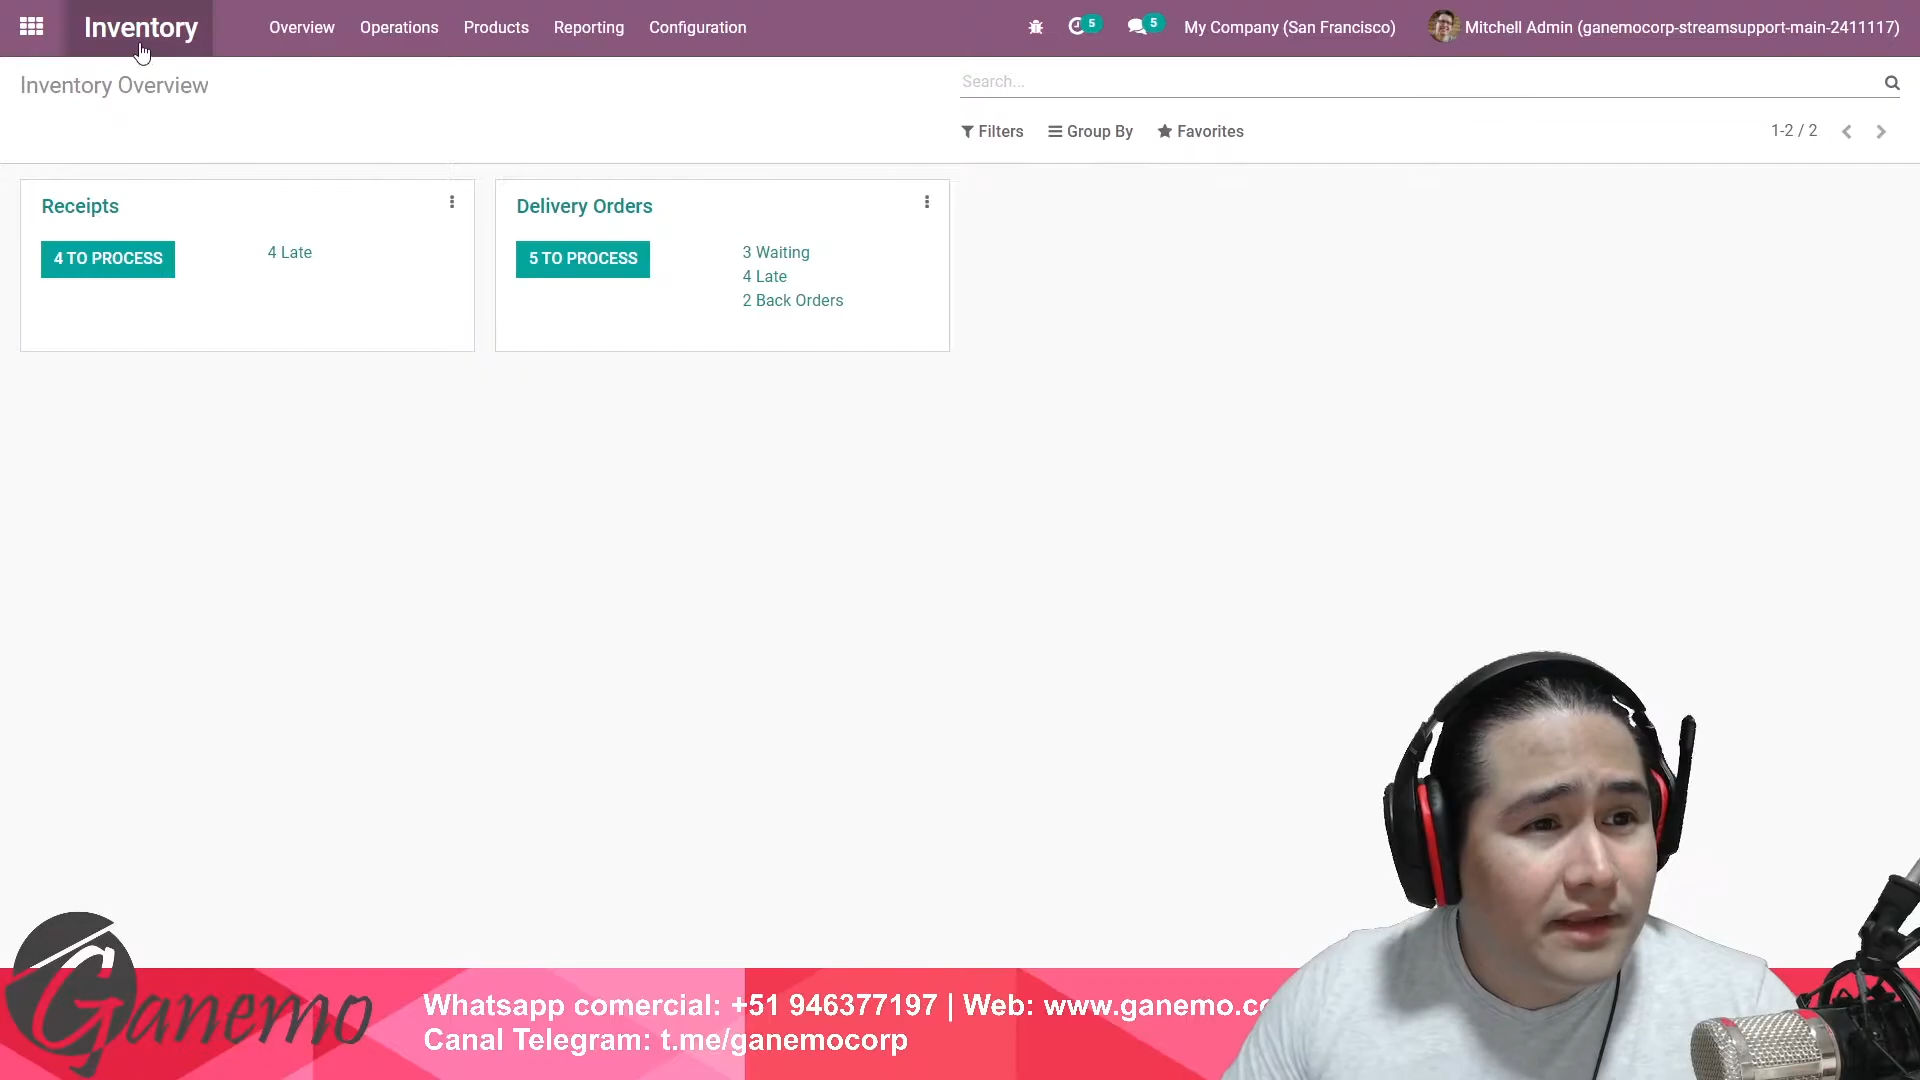 Inventory
Overview Operations Products Reporting Configuration
5
5
My Company (San Francisco)
Mitchell Admin (ganemocorp-streamsupport-main-2411117)
Inventory Overview
Search...
Filters Group By Favorites
1-2 / 2
Receipts
4 TO PROCESS
4 Late
Delivery Orders
5 TO PROCESS
3 Waiting
4 Late
2 Back Orders
Ganemo
Whatsapp comercial: +51 946377197 | Web:
Canal Telegram: t.me/ganemocorp